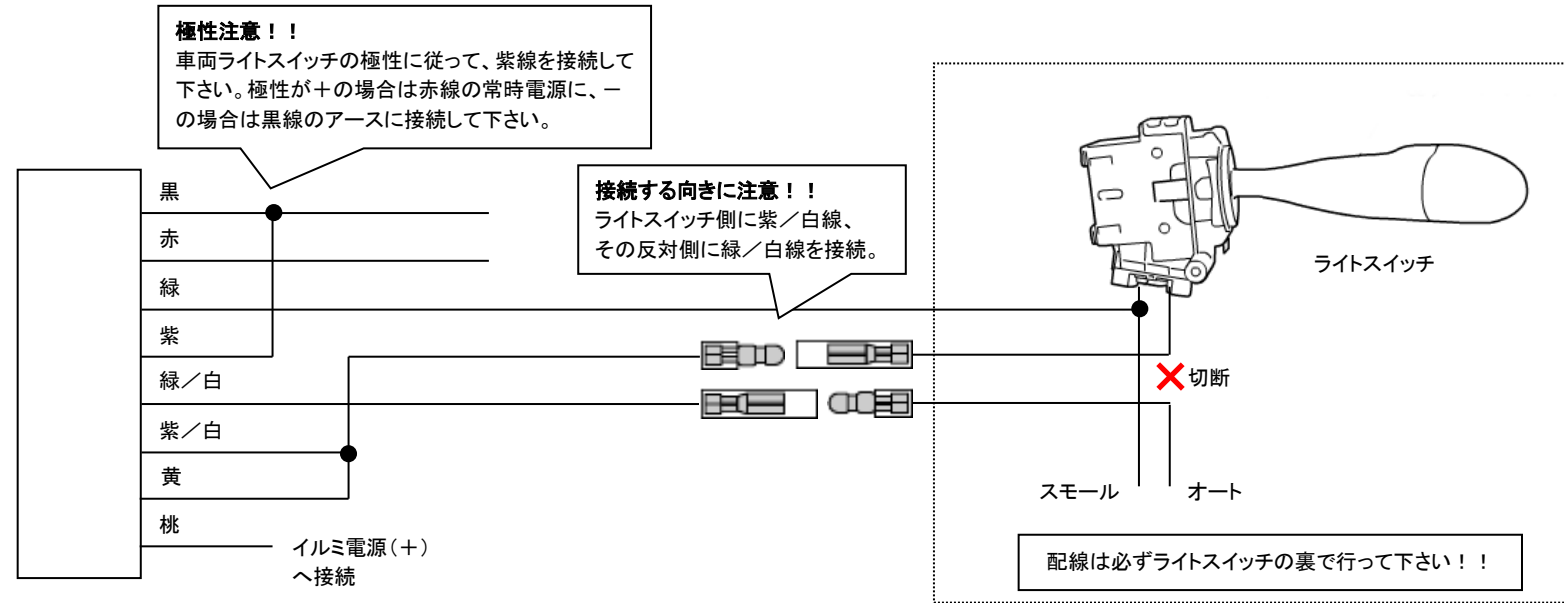 極性注意！！
車両ライトスイッチの極性に従って、紫線を接続して
下さい。極性が＋の場合は赤線の常時電源に、－
の場合は黒線のアースに接続して下さい。
接続する向きに注意！！
ライトスイッチ側に紫／白線、
その反対側に緑／白線を接続。
黒
赤
緑
紫
緑／白
紫／白
黄
桃
イルミ電源（＋）
へ接続
ライトスイッチ
切断
スモール
オート
配線は必ずライトスイッチの裏で行って下さい！！